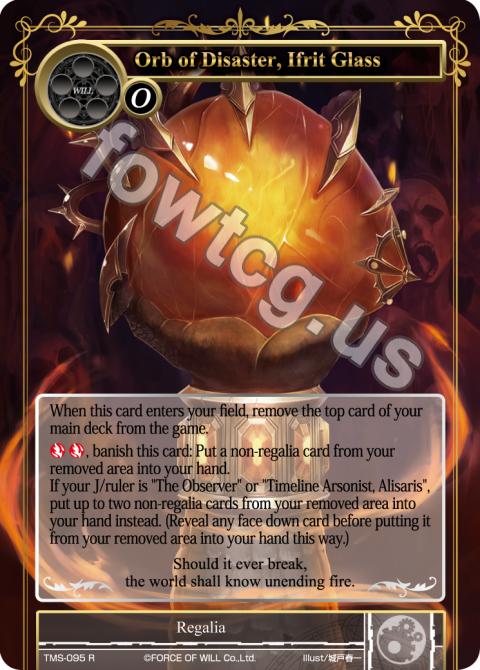 Orb of Disaster, Ifrit Glass
WILL
0
fowtcg.us
When this card enters your field, remove the top card of your
main deck from the game.
, banish this card: Put a non-regalia card from your
removed area into your hand.
If your J/ruler is "The Observer" or "Timeline Arsonist, Alisaris",
put up to two non-regalia cards from your removed area into
your hand instead. (Reveal any face down card before putting it
from your removed area into your hand this way.)
Should it ever break,
the world shall know unending fire.
Regalia
TMS-095 R ©FORCE OF WILL Co.,Ltd. Illust/城戸春一